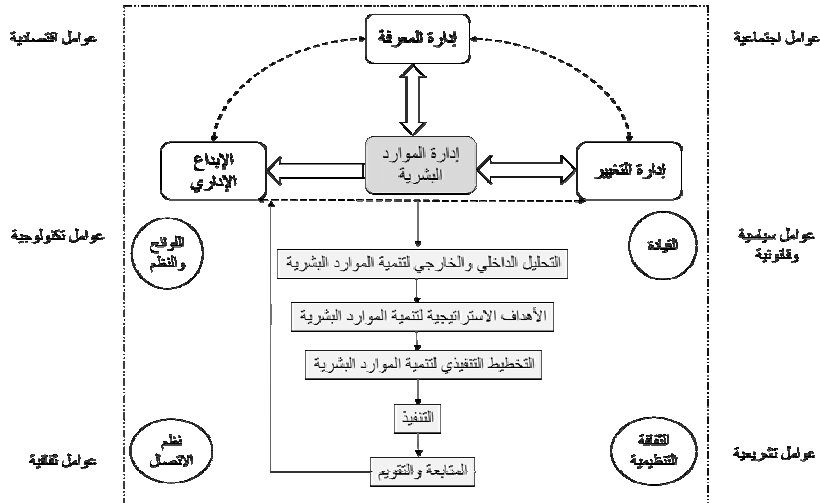 عوامل اجتماعية
إدارة المعرفة
عوامل اقتصادية
إدارة التغيير
إدارة الموارد
البشرية
الإبداع
الإداري
عوامل سياسية
وقانونية
القيادة
اللوائح
والنظم
عوامل تكنولوجية
التحليل الداخلي والخارجي لتنمية الموارد البشرية
الأهداف الاستراتيجية لتنمية الموارد البشرية
التخطيط التنفيذي لتنمية الموارد البشرية
التنفيذ
المتابعة والتقويم
عوامل تشريعية
الثقافة
التنظيمية
نظم
الاتصال
عوامل ثقافية